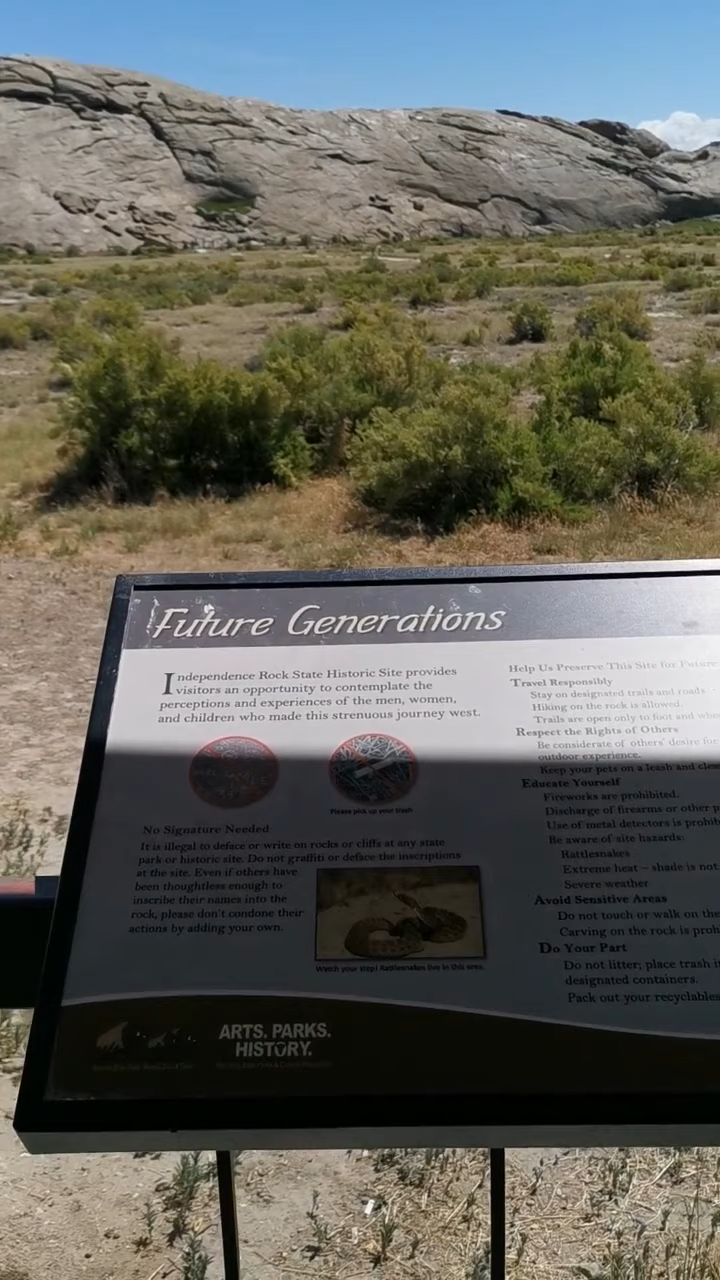 Future Generations
Independence Rock State Historic Site provides
visitors an opportunity to contemplate the
perceptions and experiences of the men, women,
and children who made this strenuous journey west.
Please pick up your trash
No Signature Needed
It is illegal to deface or write on rocks or cliffs at any state
park or historic site. Do not graffiti or deface the inscriptions
at the site. Even if others have
been thoughtless enough to
inscribe their names into the
rock, please don't condone their
actions by adding your own.
Watch your step! Rattlesnakes live in this area.
ARTS. PARKS.
HISTORY.
Help Us Preserve This Site for Future
Travel Responsibly
Stay on designated trails and roads
Hiking on the rock is allowed.
Trails are open only to foot and
Respect the Rights of Others
Be considerate of others' desire for
outdoor experience.
Keep your pets on a leash and
Educate Yourself
Fireworks are prohibited.
Discharge of firearms or other
Use of metal detectors is
Be aware of site hazards:
Rattlesnakes
Extreme heat – shade is not
Severe weather
Avoid Sensitive Areas
Do not touch or walk on
Carving on the rock is
Do Your Part
Do not litter; place trash
designated containers.
Pack out your recyclables